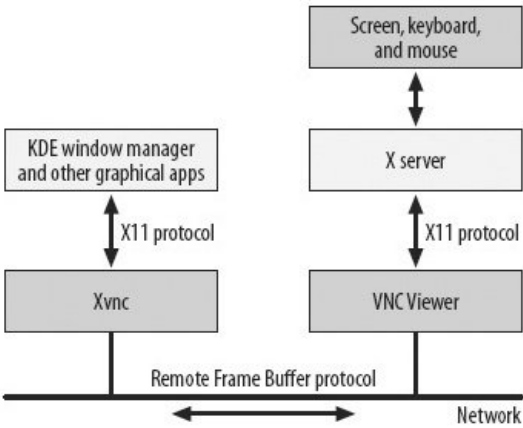 Screen, keyboard,
and mouse
KDE window manager
and other graphical apps
X server
X11 protocol
X11 protocol
Xvnc
VNC Viewer
Remote Frame Buffer protocol
Network